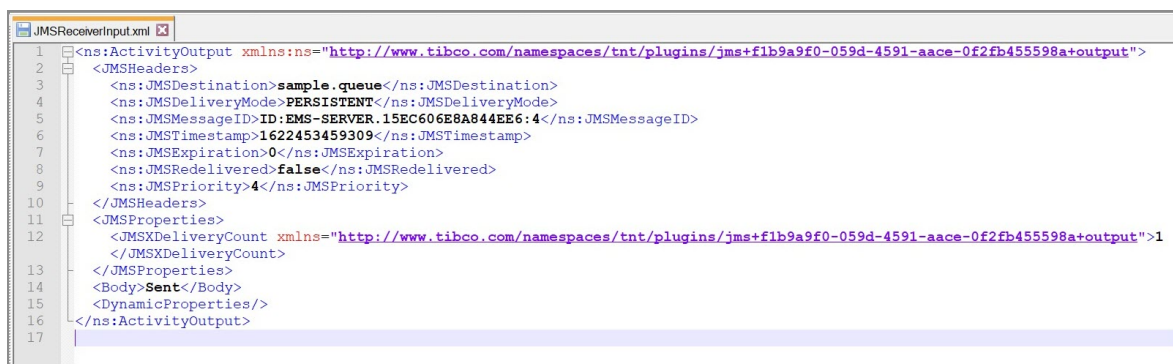 JMSReceiverInput.xml
1 <ns:ActivityOutput xmlns:ns="http://www.tibco.com/namespaces/tnt/plugins/jms+f1b9a9f0-059d-4591-aace-0f2fb455598a+output">
2 <JMSHeaders>
3 <ns:JMSDestination>sample.queue</ns:JMSDestination>
4 <ns:JMSDeliveryMode>PERSISTENT</ns:JMSDeliveryMode>
5 <ns:JMSMessageID>ID:EMS-SERVER.15EC606E8A844EE6:4</ns:JMSMessageID>
6 <ns:JMSTimestamp>1622453459309</ns:JMSTimestamp>
7 <ns:JMSExpiration>0</ns:JMSExpiration>
8 <ns:JMSRedelivered>false</ns:JMSRedelivered>
9 <ns:JMSPriority>4</ns:JMSPriority>
10 </JMSHeaders>
11 <JMSProperties>
12 <JMSXDeliveryCount xmlns="http://www.tibco.com/namespaces/tnt/plugins/jms+f1b9a9f0-059d-4591-aace-0f2fb455598a+output">1
</JMSXDeliveryCount>
13 </JMSProperties>
14 <Body>Sent</Body>
15 <DynamicProperties/>
16 </ns:ActivityOutput>
17